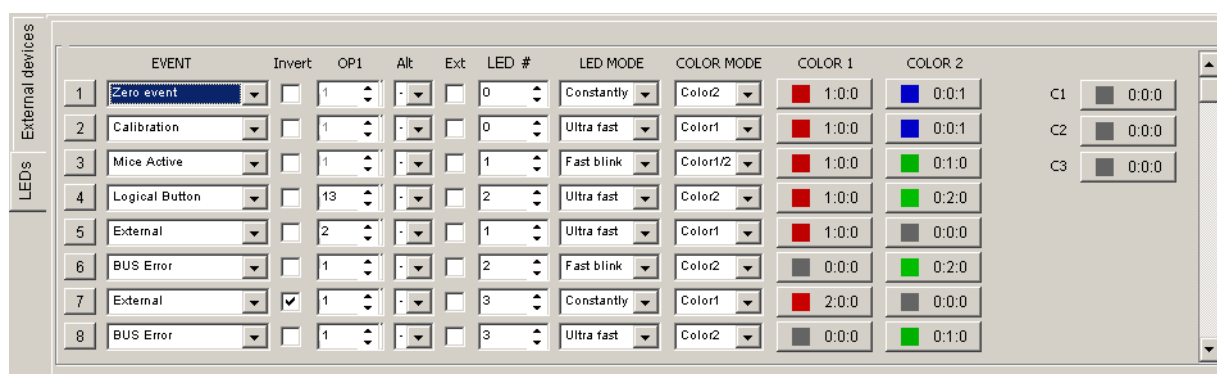 External devices
LEDs
EVENT Invert OP1 Alt Ext LED # LED MODE COLOR MODE COLOR 1 COLOR 2
1 Zero event 1 - 0 Constantly Color2 1:0:0 0:0:1 C1 0:0:0
2 Calibration 1 - 0 Ultra fast Color1 1:0:0 0:0:1 C2 0:0:0
3 Mice Active 1 - 1 Fast blink Color1/2 1:0:0 0:1:0 C3 0:0:0
4 Logical Button 13 - 2 Ultra fast Color2 1:0:0 0:2:0
5 External 2 - 1 Ultra fast Color1 1:0:0 0:0:0
6 BUS Error 1 - 2 Fast blink Color2 0:0:0 0:2:0
7 External 1 - 3 Constantly Color1 2:0:0 0:0:0
8 BUS Error 1 - 3 Ultra fast Color2 0:0:0 0:1:0